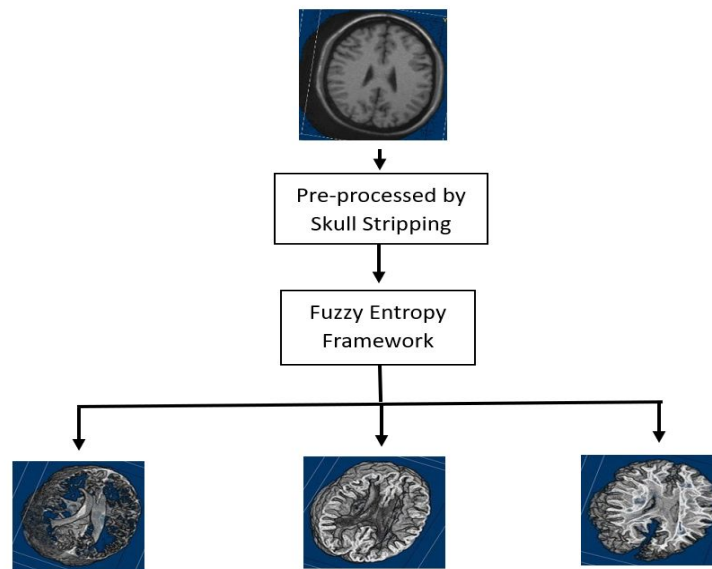 Pre-processed by
Skull Stripping
Fuzzy Entropy
Framework